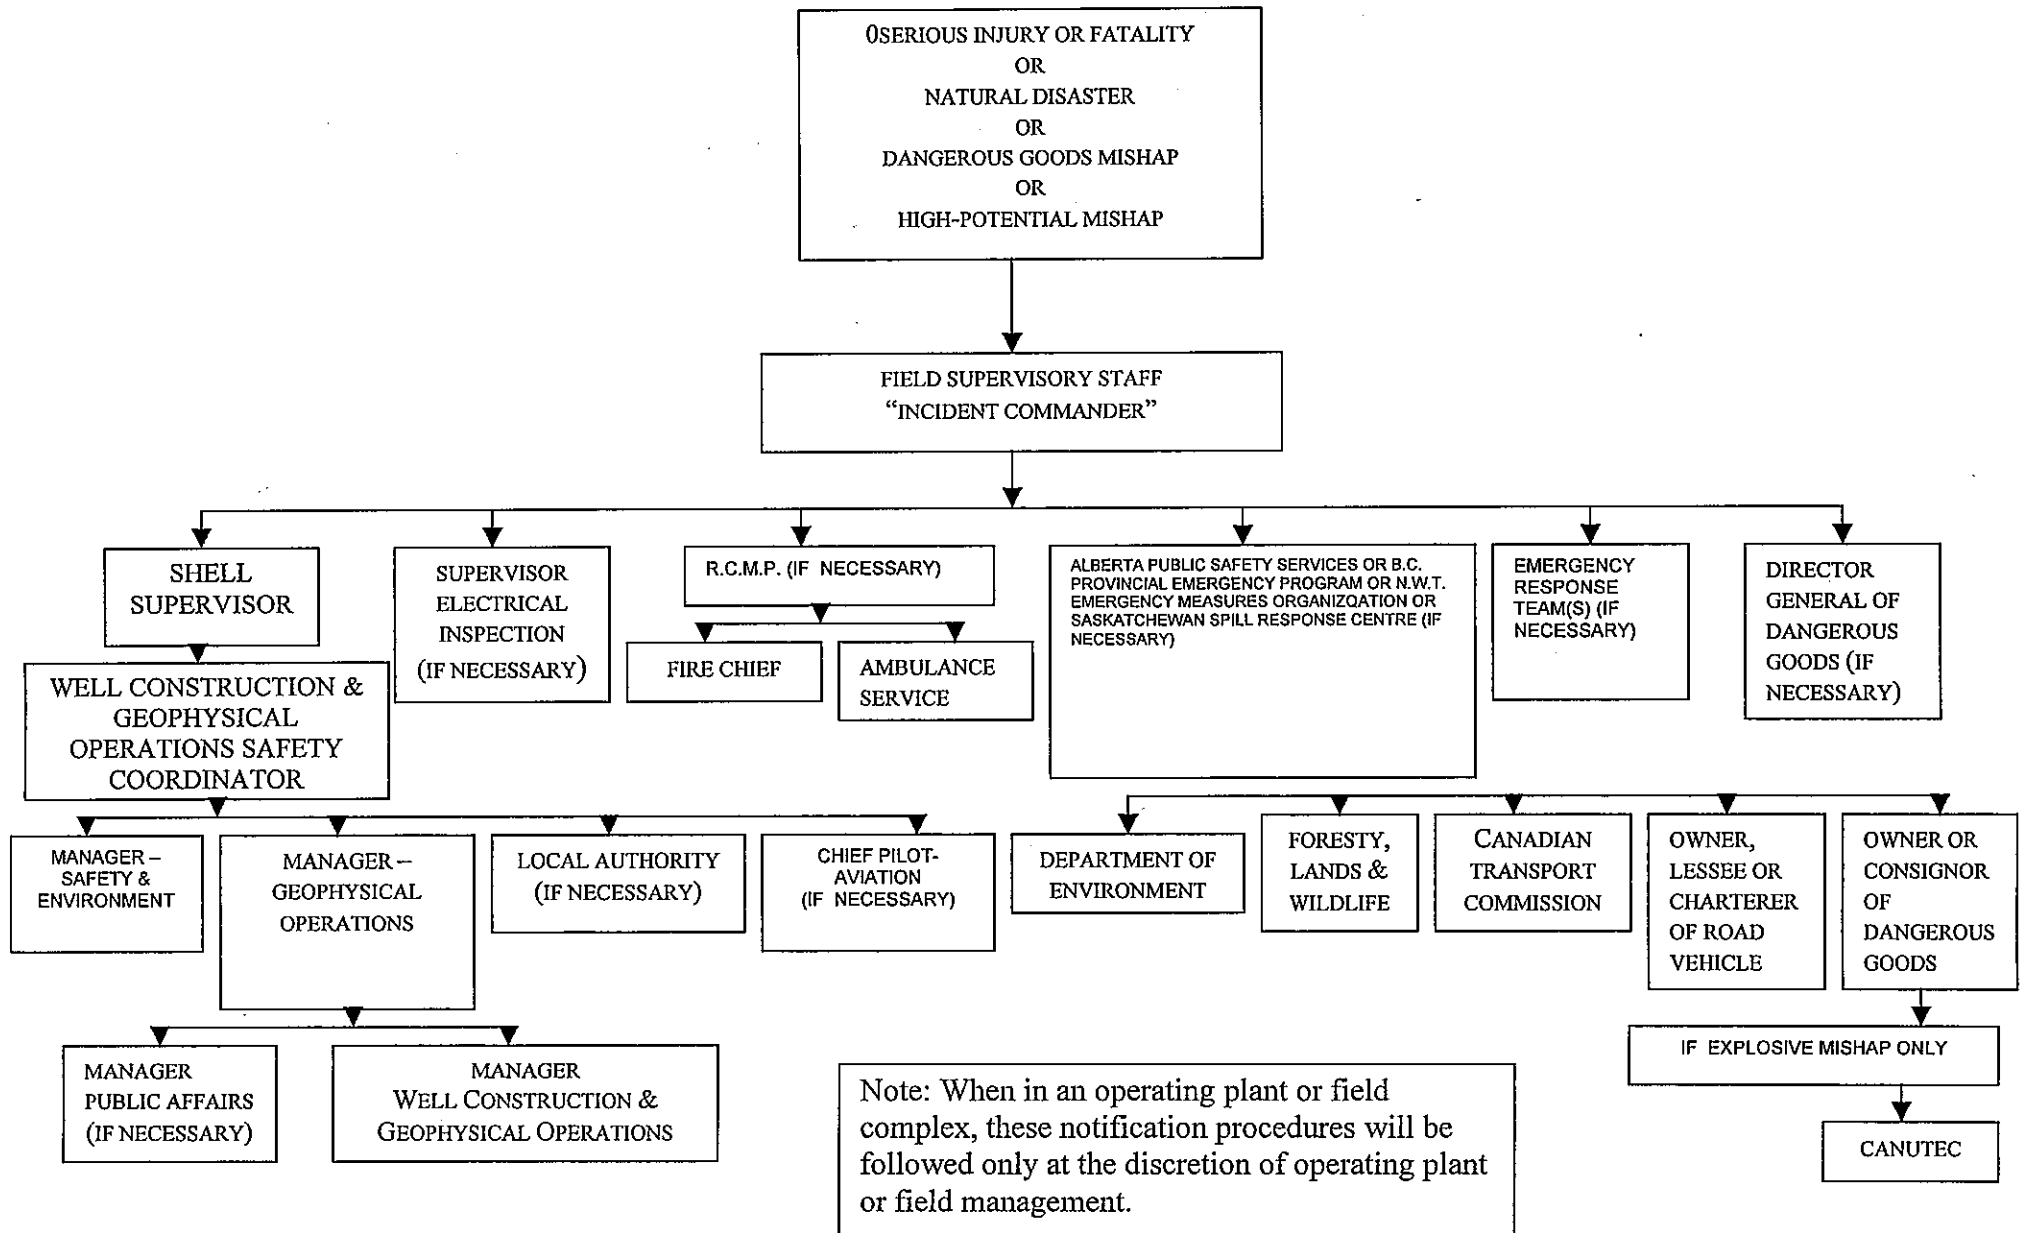 0SERIOUS INJURY OR FATALITY
OR
NATURAL DISASTER
OR
DANGEROUS GOODS MISHAP
OR
HIGH-POTENTIAL MISHAP
FIELD SUPERVISORY STAFF
“INCIDENT COMMANDER”
SHELL
SUPERVISOR
SUPERVISOR
ELECTRICAL
INSPECTION
(IF NECESSARY)
R.C.M.P. (IF NECESSARY)
FIRE CHIEF
AMBULANCE
SERVICE
ALBERTA PUBLIC SAFETY SERVICES OR B.C.
PROVINCIAL EMERGENCY PROGRAM OR N.W.T.
EMERGENCY MEASURES ORGANIZQATION OR
SASKATCHEWAN SPILL RESPONSE CENTRE (IF
NECESSARY)
EMERGENCY
RESPONSE
TEAM(S) (IF
NECESSARY)
DIRECTOR
GENERAL OF
DANGEROUS
GOODS (IF
NECESSARY)
WELL CONSTRUCTION &
GEOPHYSICAL
OPERATIONS SAFETY
COORDINATOR
MANAGER –
SAFETY &
ENVIRONMENT
MANAGER –
GEOPHYSICAL
OPERATIONS
LOCAL AUTHORITY
(IF NECESSARY)
CHIEF PILOT-
AVIATION
(IF NECESSARY)
DEPARTMENT OF
ENVIRONMENT
FORESTY,
LANDS &
WILDLIFE
CANADIAN
TRANSPORT
COMMISSION
OWNER,
LESSEE OR
CHARTERER
OF ROAD
VEHICLE
OWNER OR
CONSIGNOR
OF
DANGEROUS
GOODS
MANAGER
PUBLIC AFFAIRS
(IF NECESSARY)
MANAGER
WELL CONSTRUCTION &
GEOPHYSICAL OPERATIONS
IF EXPLOSIVE MISHAP ONLY
CANUTEC
Note: When in an operating plant or field
complex, these notification procedures will be
followed only at the discretion of operating plant
or field management.